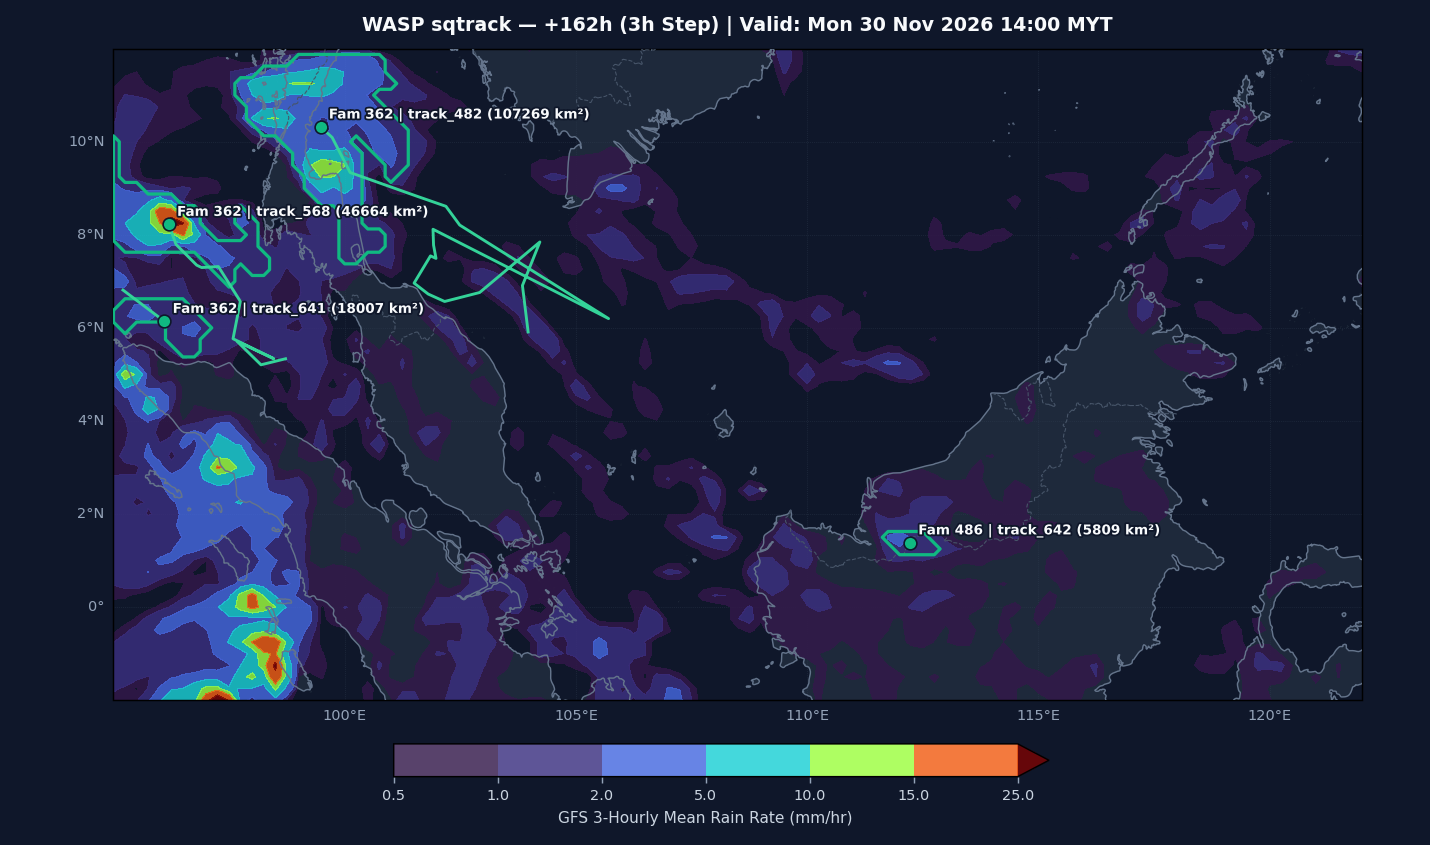 WASP sqtrack — +162h (3h Step) | Valid: Mon 30 Nov 2026 14:00 MYT
Fam 362 | track_482 (107269 km²)
10°N
Fam 362 | track_568 (46664 km²)
8°N
Fam 362 | track_641 (18007 km²)
6°N
4°N
2°N
Fam 486 | track_642 (5809 km²)
0°
100°E 105°E 110°E 115°E 120°E
0.5 1.0 2.0 5.0 10.0 15.0 25.0
GFS 3-Hourly Mean Rain Rate (mm/hr)